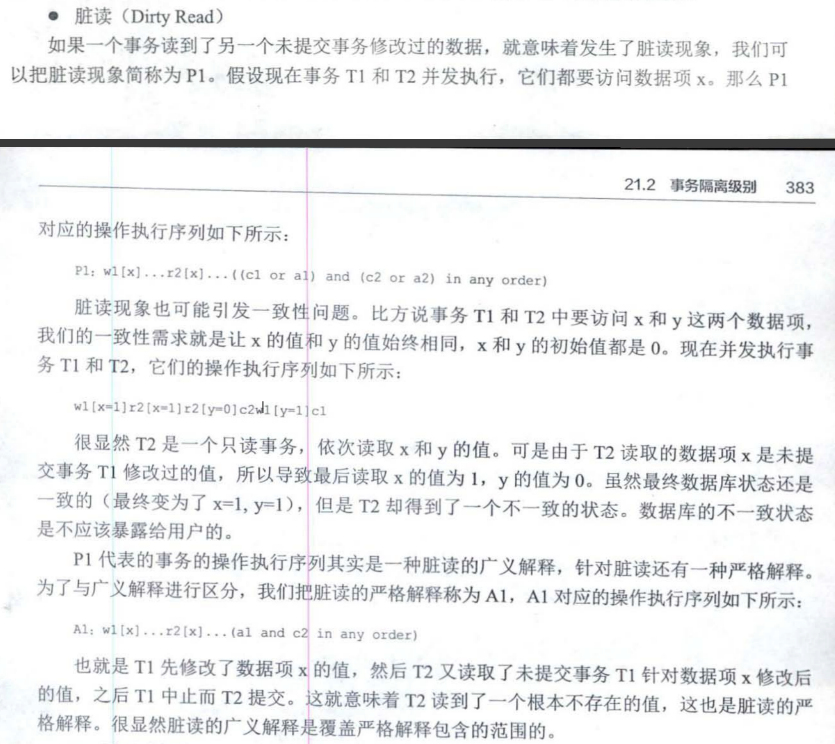 ● 脏读（Dirty Read）
如果一个事务读到了另一个未提交事务修改过的数据，就意味着发生了脏读现象，我们可
以把脏读现象简称为 P1。假设现在事务 T1 和 T2 并发执行，它们都要访问数据项 x。那么 P1
21.2 事务隔离级别 383
对应的操作执行序列如下所示：
P1: w1[x]...r2[x]...((c1 or a1) and (c2 or a2) in any order)
脏读现象也可能引发一致性问题。比方说事务 T1 和 T2 中要访问 x 和 y 这两个数据项，
我们的一致性需求就是让 x 的值和 y 的值始终相同，x 和 y 的初始值都是 0。现在并发执行事
务 T1 和 T2，它们的操作执行序列如下所示：
w1[x=1]r2[x=1]r2[y=0]c2w1[y=1]c1
很显然 T2 是一个只读事务，依次读取 x 和 y 的值。可是由于 T2 读取的数据项 x 是未提
交事务 T1 修改过的值，所以导致最后读取 x 的值为 1，y 的值为 0。虽然最终数据库状态还是
一致的（最终变为了 x=1, y=1），但是 T2 却得到了一个不一致的状态。数据库的不一致状态
是不应该暴露给用户的。
P1 代表的事务的操作执行序列其实是一种脏读的广义解释，针对脏读还有一种严格解释。
为了与广义解释进行区分，我们把脏读的严格解释称为 A1，A1 对应的操作执行序列如下所示：
A1: w1[x]...r2[x]...(a1 and c2 in any order)
也就是 T1 先修改了数据项 x 的值，然后 T2 又读取了未提交事务 T1 针对数据项 x 修改后
的值，之后 T1 中止而 T2 提交。这就意味着 T2 读到了一个根本不存在的值，这也是脏读的严
格解释。很显然脏读的广义解释是覆盖严格解释包含的范围的。